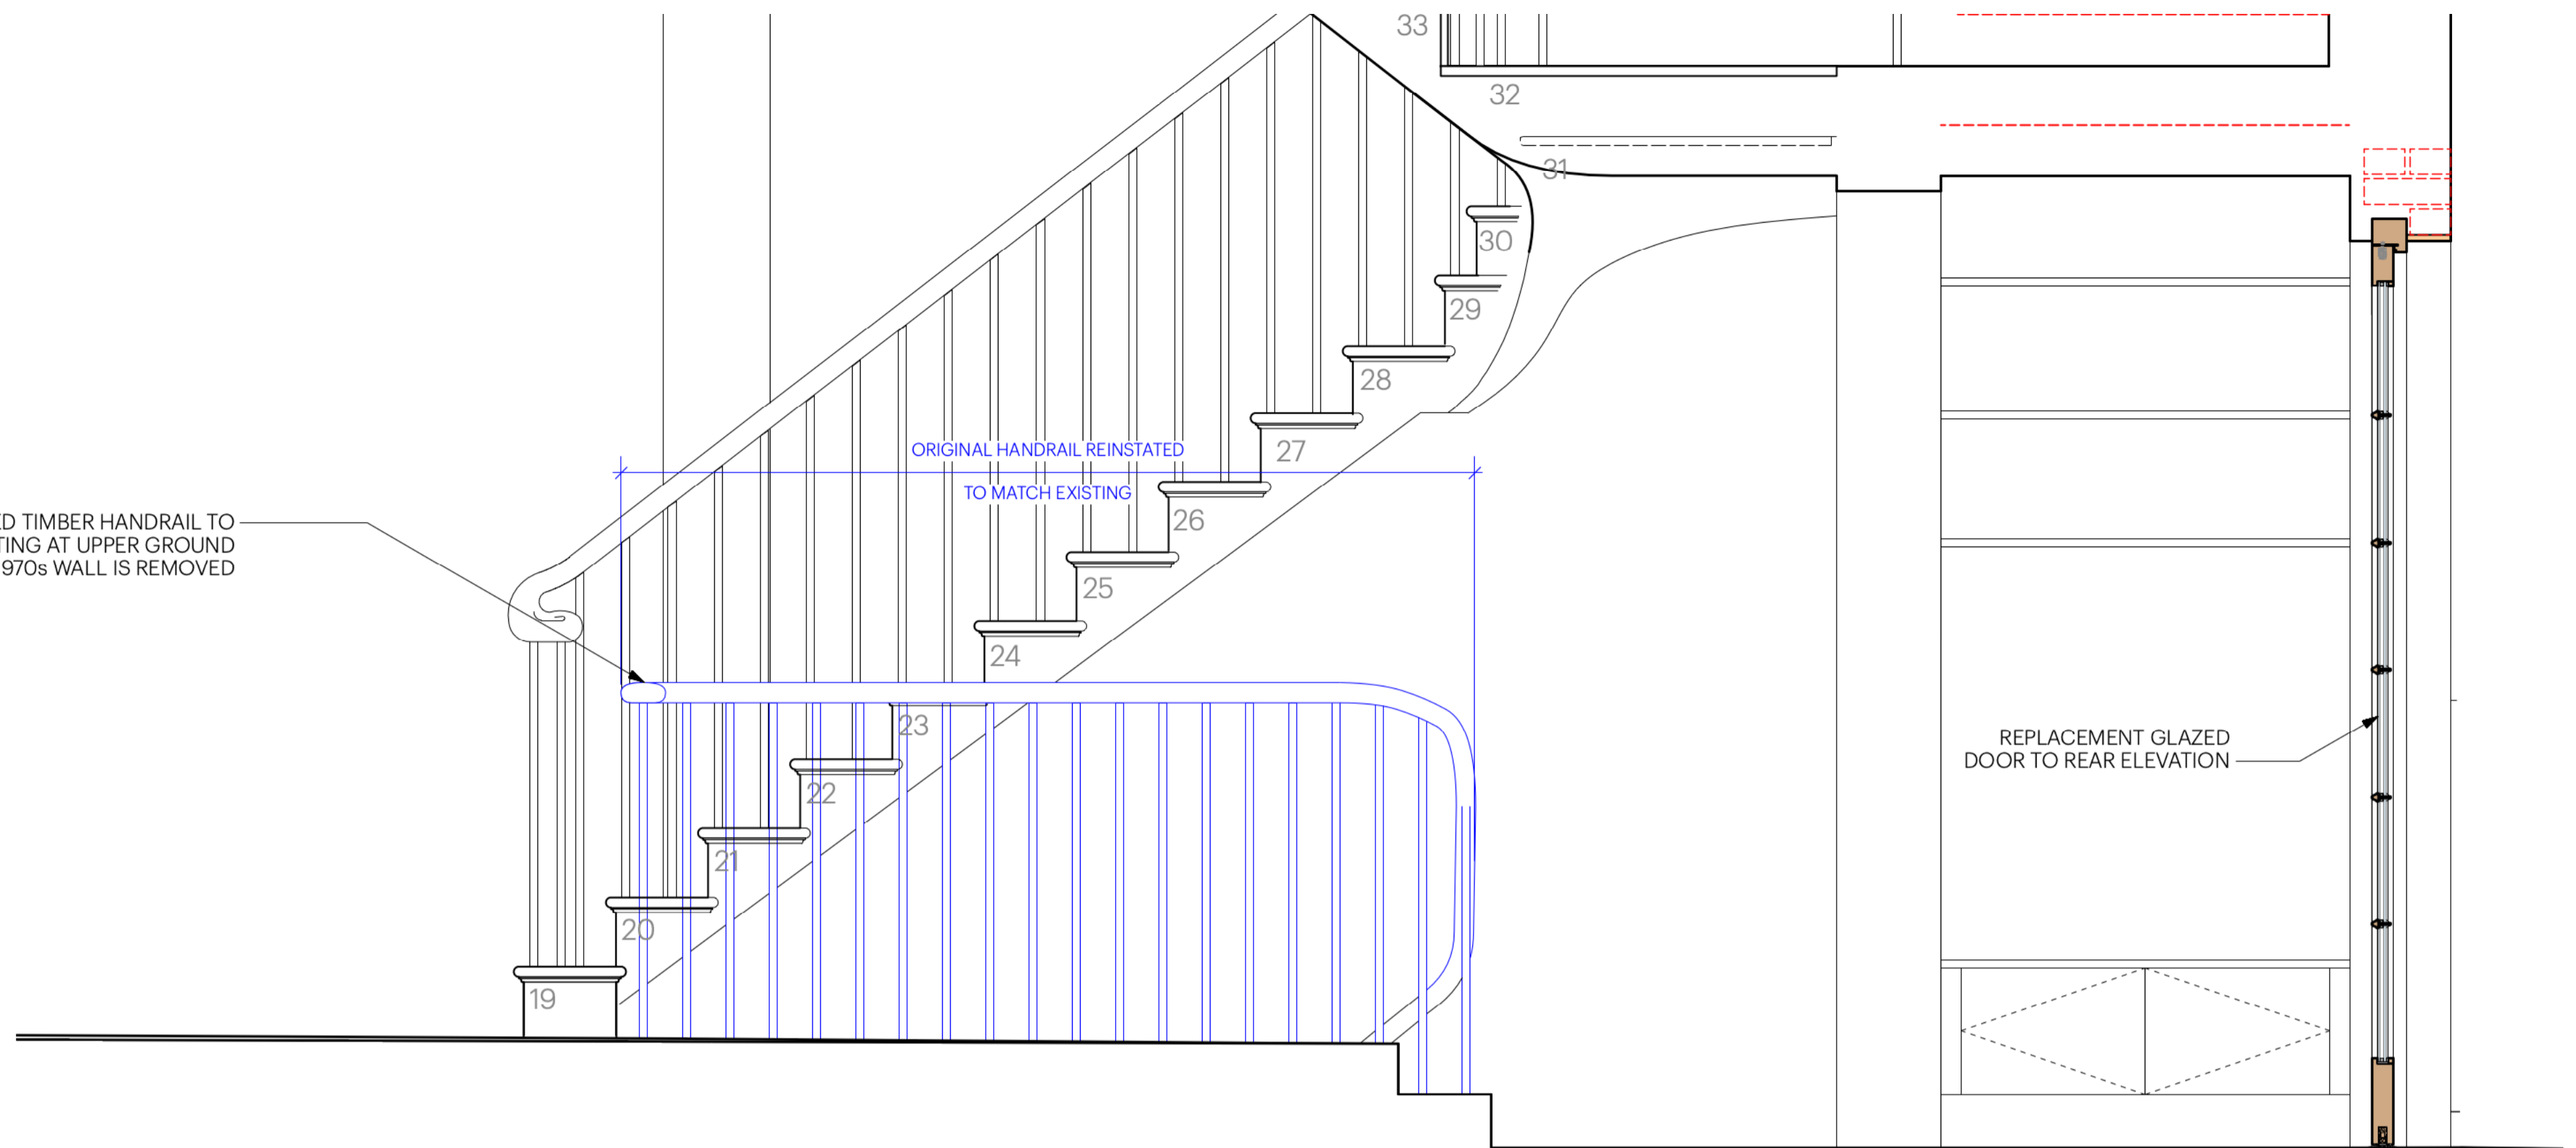 33
32
31
30
29
28
ORIGINAL HANDRAIL REINSTATED
TO MATCH EXISTING
27
26
TIMBER HANDRAIL TO
AT UPPER GROUND
970s WALL IS REMOVED
25
24
23
REPLACEMENT GLAZED
DOOR TO REAR ELEVATION
22
21
20
19